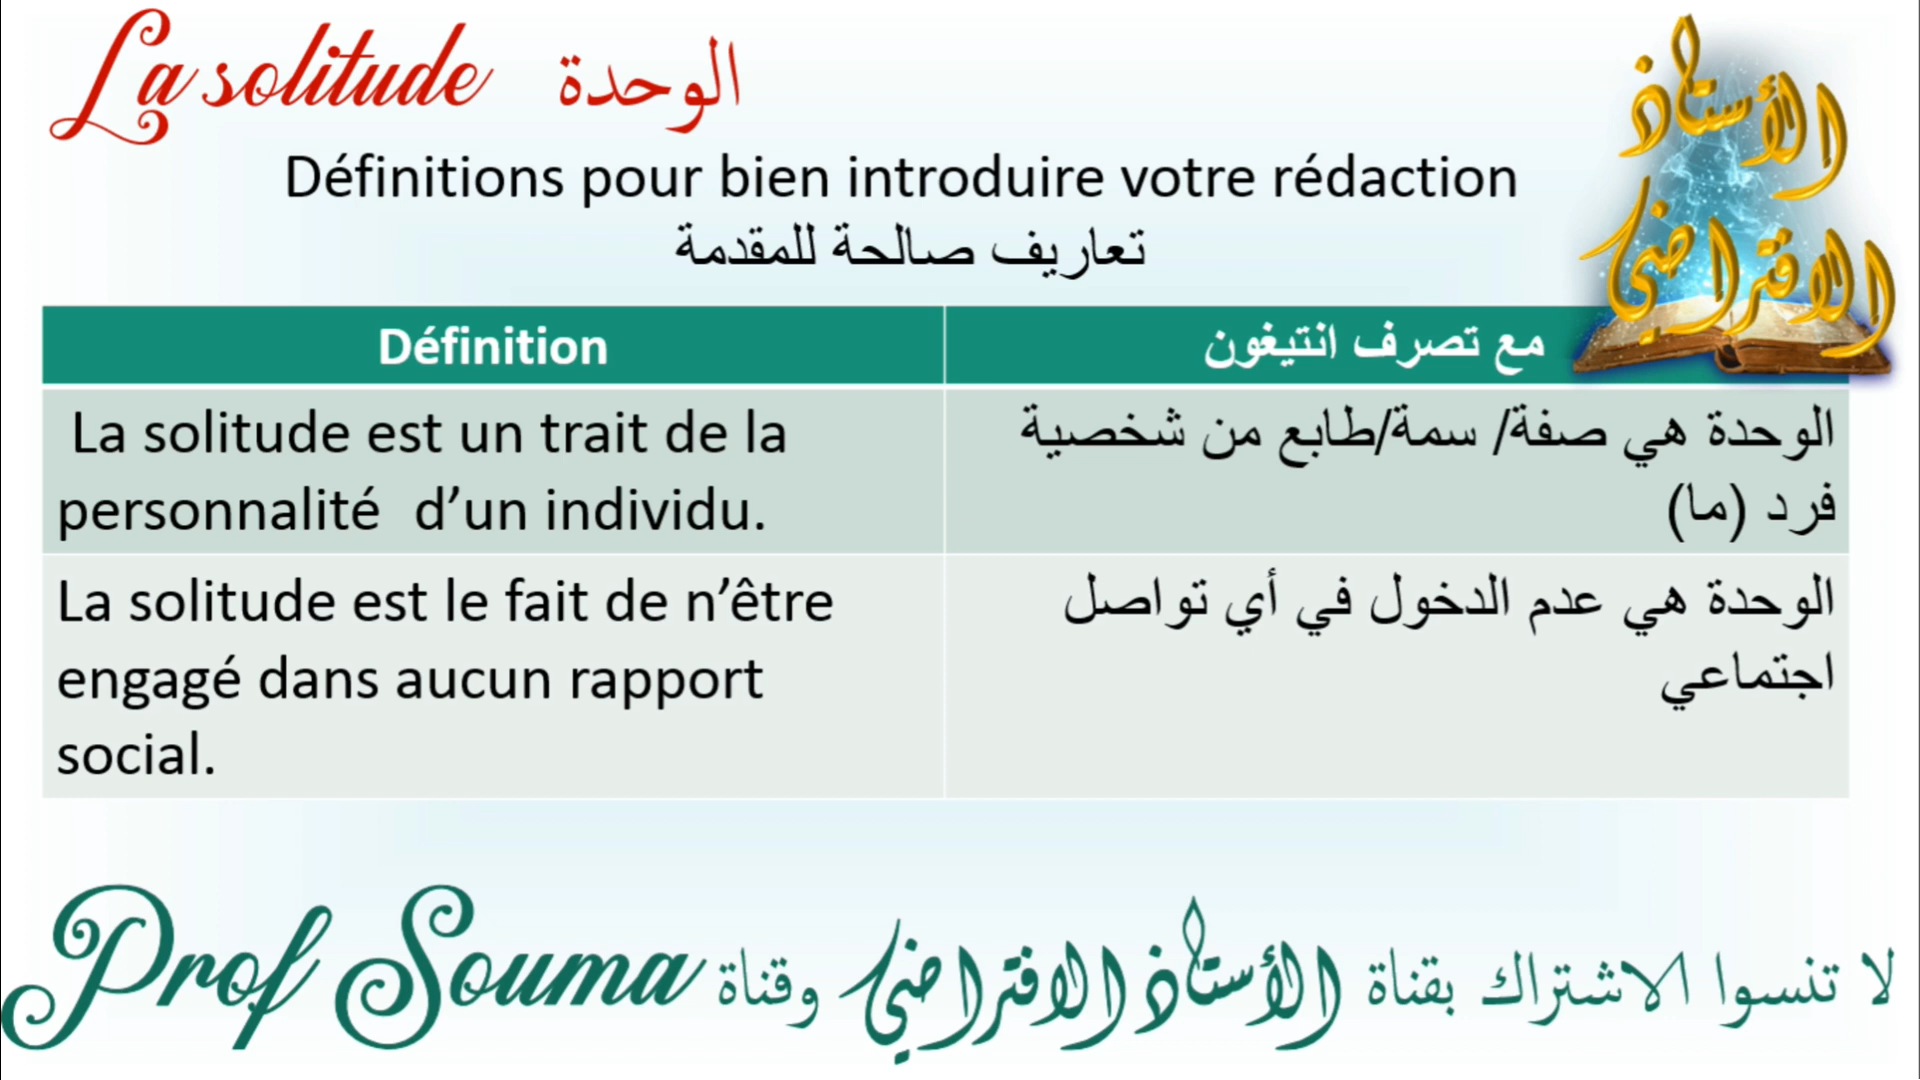 La solitude الوحدة
الأستاذ
الافتراضي
Définitions pour bien introduire votre rédaction
تعاريف صالحة للمقدمة
Définition
مع تصرف انتيغون
La solitude est un trait de la
personnalité d’un individu.
الوحدة هي صفة/ سمة/طابع من شخصية
فرد (ما)
La solitude est le fait de n’être
engagé dans aucun rapport
social.
الوحدة هي عدم الدخول في أي تواصل
اجتماعي
لا تنسوا الاشتراك بقناة الأستاذ الافتراضي وقناة Prof Souma